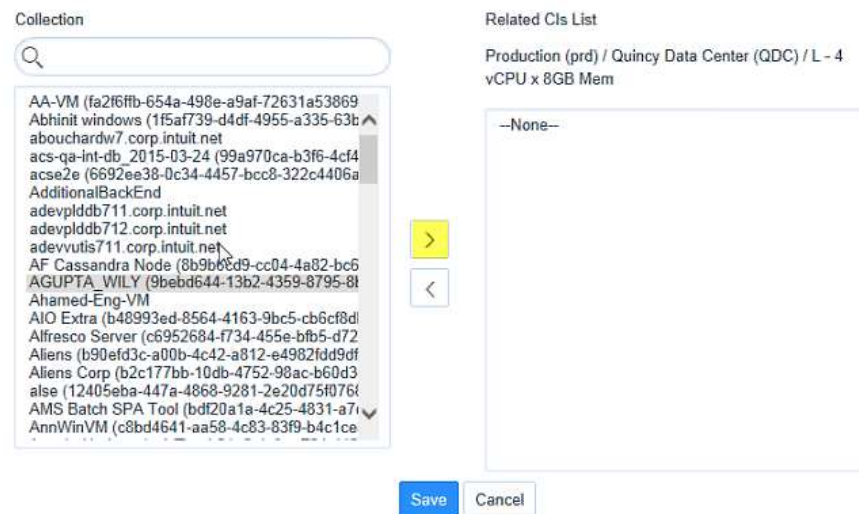 Collection
AA-VM (fa2f6ffb-654a-498e-a9af-72631a53869
Abhinit windows (1f5af739-d4df-4955-a335-63b
abouchardw7.corp.intuit.net
acs-qa-int-db_2015-03-24 (99a970ca-b3f6-4cf4
acse2e (6692ee38-0c34-4457-bcc8-322c4406a
AdditionalBackEnd
adevplddb711.corp.intuit.net
adevplddb712.corp.intuit.net
adevvutis711.corp.intuit.net
AF Cassandra Node (8b9b6cd9-cc04-4a82-bc6
AGUPTA_WILY (9bebd644-13b2-4359-8795-8
Ahamed-Eng-VM
AIO Extra (b48993ed-8564-4163-9bc5-cb6cf8d
Alfresco Server (c6952684-f734-455e-bfb5-d72
Aliens (b90efd3c-a00b-4c42-a812-e4982fdd9df
Aliens Corp (b2c177bb-10db-4752-98ac-b60d3
alse (12405eba-447a-4868-9281-2e20d75f0768
AMS Batch SPA Tool (bdf20a1a-4c25-4831-a7
AnnWinVM (c8bd4641-aa58-4c83-83f9-b4c1ce
Related CIs List
Production (prd) / Quincy Data Center (QDC) / L - 4
vCPU x 8GB Mem
--None--
Save
Cancel